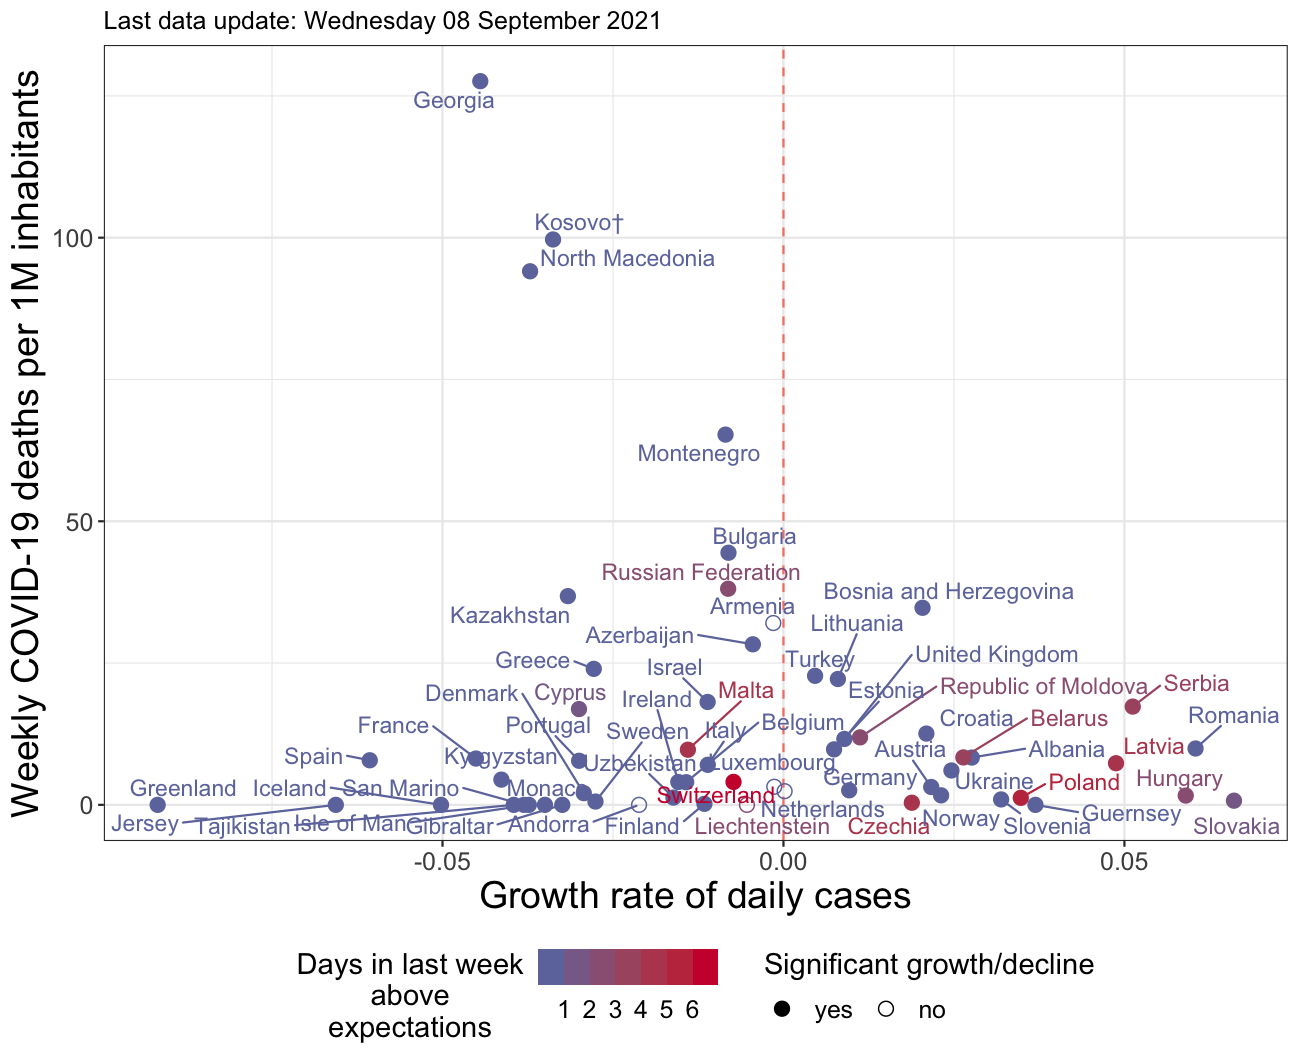 Last data update: Wednesday 08 September 2021
Weekly COVID-19 deaths per 1M inhabitants
Georgia
Kosovo†
100
North Macedonia
Montenegro
50
Bulgaria
Russian Federation
Bosnia and Herzegovina
Armenia
Kazakhstan
Lithuania
Azerbaijan
United Kingdom
Greece
Turkey
Israel
Serbia
Republic of Moldova
Denmark
Cyprus
Malta
Estonia
Ireland
Romania
Croatia
Belarus
France
Portugal
Belgium
Sweden
Italy
Latvia
Austria
Albania
Spain
Kyrgyzstan
Uzbekistan
Luxembourg
Germany
Hungary
Ukraine
Poland
Greenland
Iceland
San Marino
Monaco
Switzerland
0
Netherlands
Guernsey
Norway
Jersey
Tajikistan
Isle of Man
Gibraltar
Andorra
Finland
Liechtenstein
Czechia
Slovenia
Slovakia
-0.05
0.00
0.05
Growth rate of daily cases
Days in last week
above
expectations
1 2 3 4 5 6
Significant growth/decline
yes
no